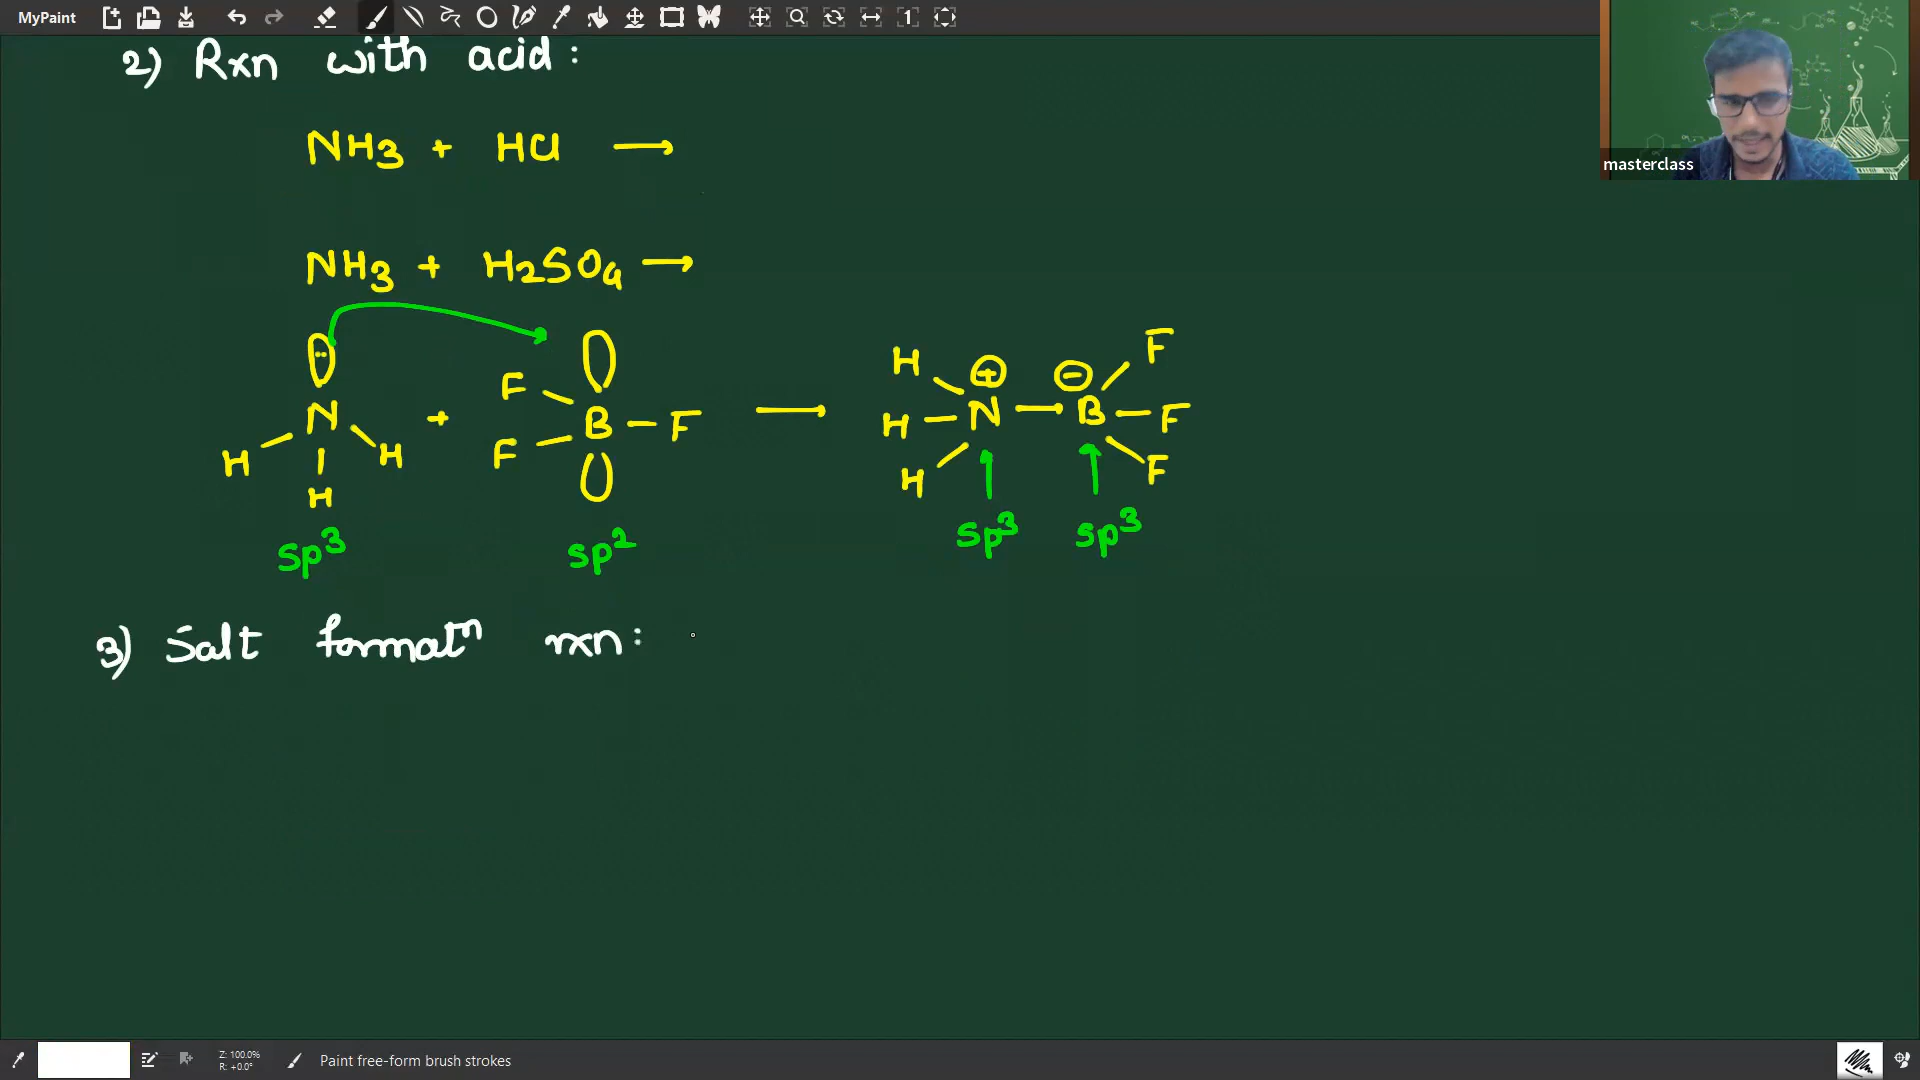 MyPaint
masterclass
2) Rxn with acid :
NH3 + HCl ⟶
NH3 + H2SO4 ⟶
F H F
F ⊕ ⊖
N + B – F ⟶ H – N ⟶ B – F
H H F H F
H
sp³ sp² sp³ sp³
3) Salt formatⁿ rxn :
Z: 100.0%
R: +0.0°
Paint free-form brush strokes